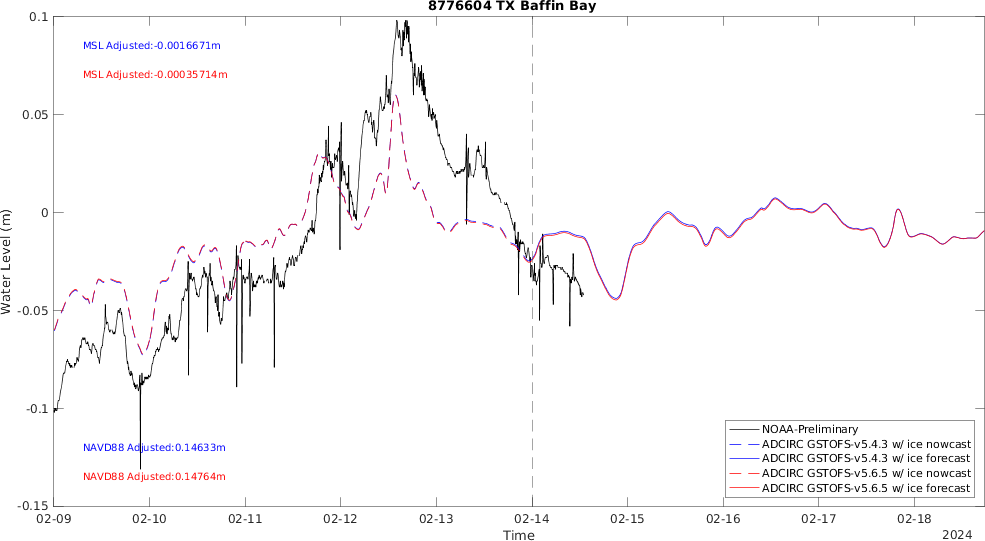 8776604 TX Baffin Bay
0.1
MSL Adjusted:-0.0016671m
MSL Adjusted:-0.00035714m
0.05
0
Water Level (m)
-0.05
-0.1
NOAA-Preliminary
ADCIRC GSTOFS-v5.4.3 w/ ice nowcast
NAVD88 Adjusted:0.14633m
ADCIRC GSTOFS-v5.4.3 w/ ice forecast
ADCIRC GSTOFS-v5.6.5 w/ ice nowcast
NAVD88 Adjusted:0.14764m
ADCIRC GSTOFS-v5.6.5 w/ ice forecast
-0.15
02-09 02-10 02-11 02-12 02-13 02-14 02-15 02-16 02-17 02-18
Time
2024